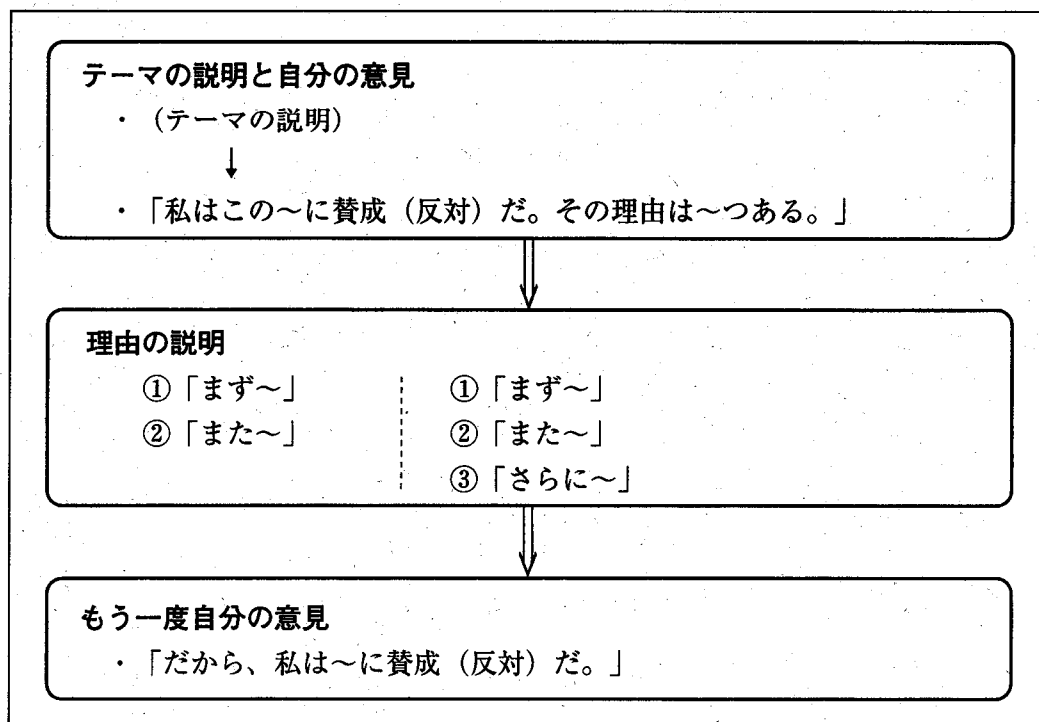 テーマの説明と自分の意見
・（テーマの説明）
↓
・「私はこの～に賛成（反対）だ。その理由は～つある。」
理由の説明
①「まず～」 ①「まず～」
②「また～」 ②「また～」
③「さらに～」
もう一度自分の意見
・「だから、私は～に賛成（反対）だ。」